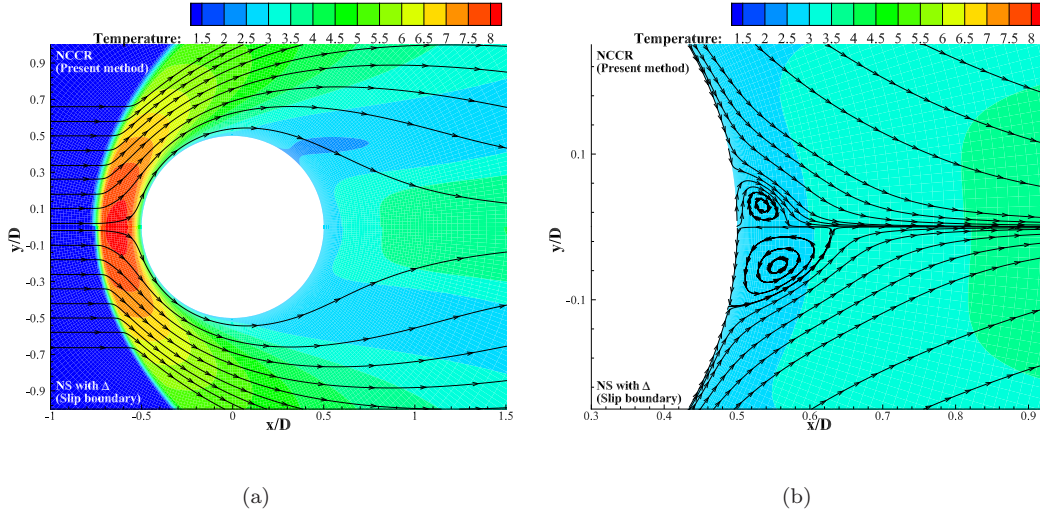 Temperature: 1.5 2 2.5 3 3.5 4 4.5 5 5.5 6 6.5 7 7.5 8
NCCR
(Present method)
0.9
0.7
0.5
0.3
0.1
-0.1
-0.3
-0.5
-0.7
-0.9
y/D
NS with Δ
(Slip boundary)
-1 -0.5 0 0.5 1 1.5
x/D
(a)
Temperature: 1.5 2 2.5 3 3.5 4 4.5 5 5.5 6 6.5 7 7.5 8
NCCR
(Present method)
0.1
-0.1
y/D
NS with Δ
(Slip boundary)
0.3 0.4 0.5 0.6 0.7 0.8 0.9
x/D
(b)